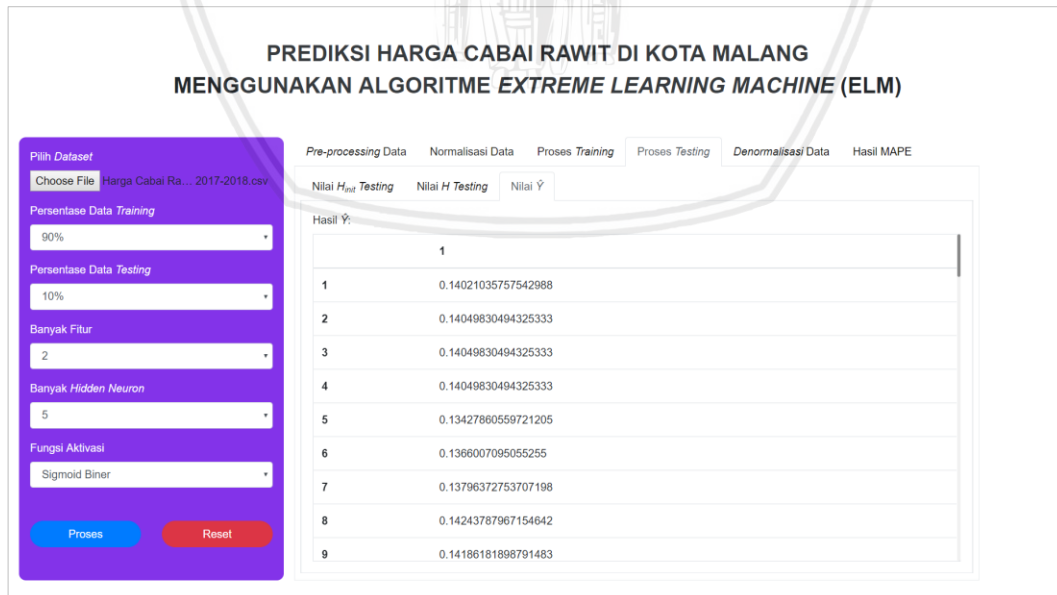 PREDIKSI HARGA CABAI RAWIT DI KOTA MALANG
MENGGUNAKAN ALGORITME EXTREME LEARNING MACHINE (ELM)
Pilih Dataset
Choose File Harga Cabai Ra... 2017-2018.csv
Persentase Data Training
90%
Persentase Data Testing
10%
Banyak Fitur
2
Banyak Hidden Neuron
5
Fungsi Aktivasi
Sigmoid Biner
Proses Reset
Pre-processing Data Normalisasi Data Proses Training Proses Testing Denormalisasi Data Hasil MAPE
Nilai Hinit Testing Nilai H Testing Nilai Ŷ
Hasil Ŷ:
1
1 0.14021035757542988
2 0.14049830494325333
3 0.14049830494325333
4 0.14049830494325333
5 0.13427860559721205
6 0.1366007095055255
7 0.13796372753707198
8 0.14243787967154642
9 0.14186181898791483